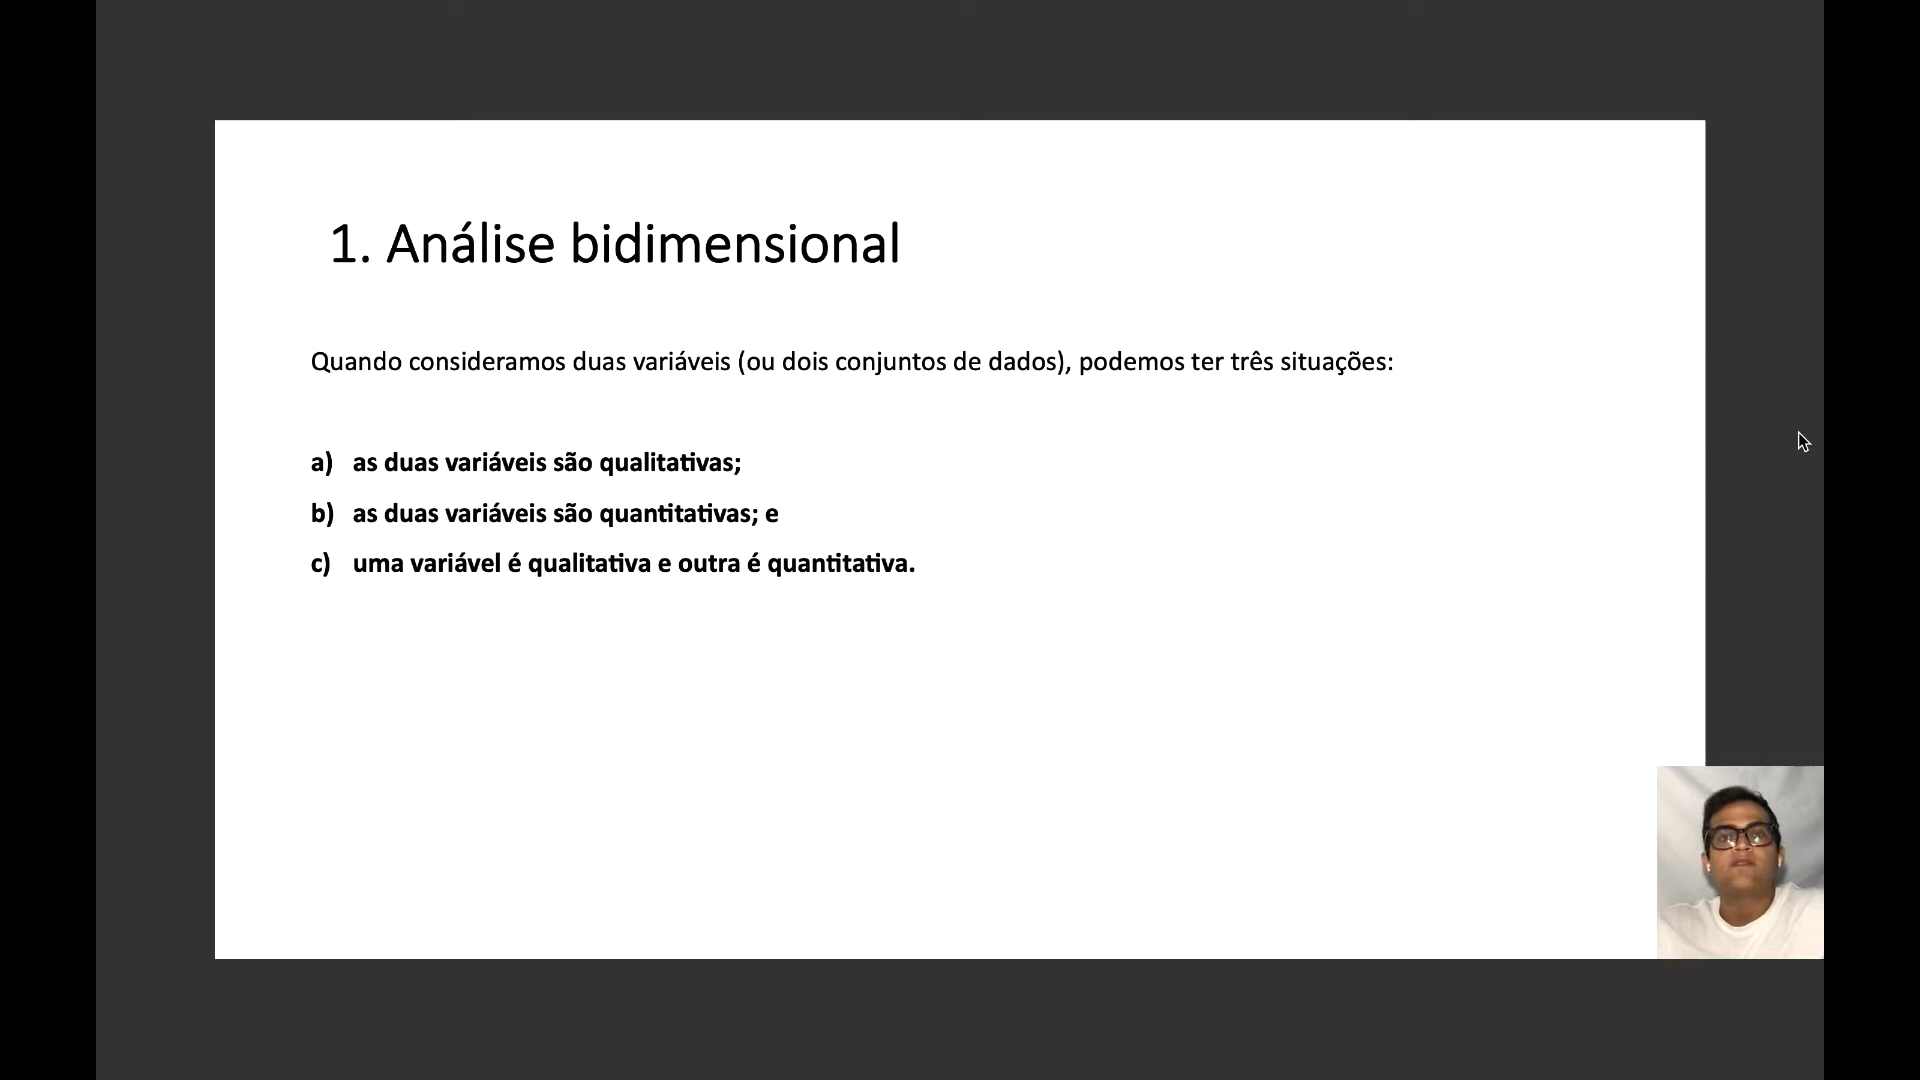 1. Análise bidimensional
Quando consideramos duas variáveis (ou dois conjuntos de dados), podemos ter três situações:
a) as duas variáveis são qualitativas;
b) as duas variáveis são quantitativas; e
c) uma variável é qualitativa e outra é quantitativa.